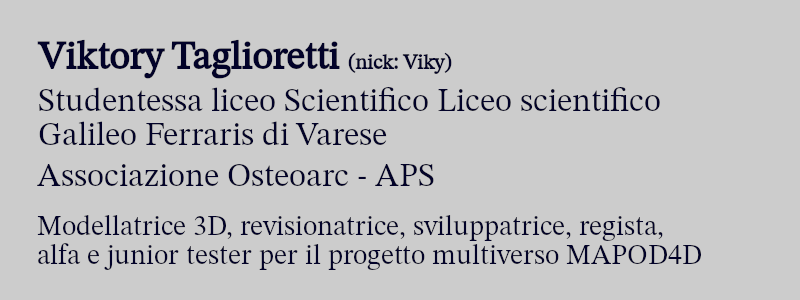 Viktory Taglioretti (nick: Viky)
Studentessa liceo Scientifico Liceo scientifico
Galileo Ferraris di Varese
Associazione Osteoarc - APS
Modellatrice 3D, revisionatrice, sviluppatrice, regista,
alfa e junior tester per il progetto multiverso MAPOD4D